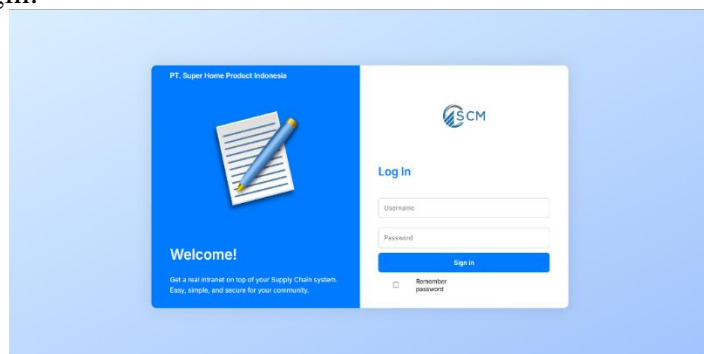 PT. Super Home Product Indonesia
Welcome!
Get a real intranet on top of your Supply Chain system.
Easy, simple, and secure for your community.
SCM
Log In
Username
Password
Sign in
Remember
password